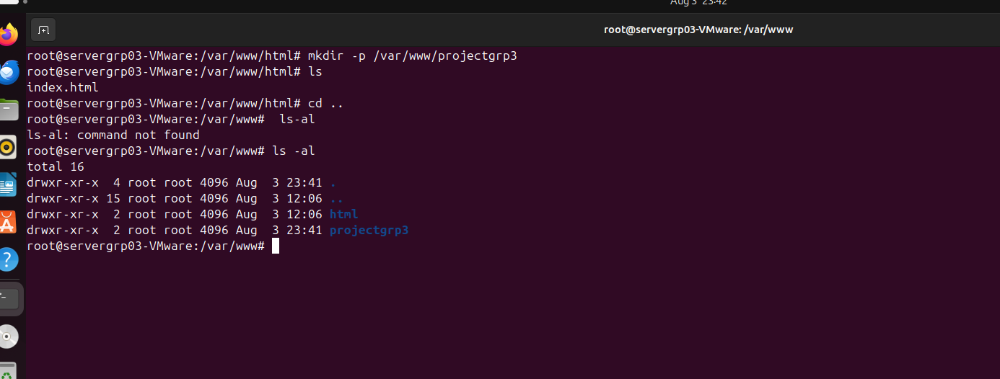 Aug 3 23:42
root@servergrp03-VMware: /var/www
root@servergrp03-VMware:/var/www/html# mkdir -p /var/www/projectgrp3
root@servergrp03-VMware:/var/www/html# ls
index.html
root@servergrp03-VMware:/var/www/html# cd ..
root@servergrp03-VMware:/var/www#  ls-al
ls-al: command not found
root@servergrp03-VMware:/var/www# ls -al
total 16
drwxr-xr-x  4 root root 4096 Aug  3 23:41 .
drwxr-xr-x 15 root root 4096 Aug  3 12:06 ..
drwxr-xr-x  2 root root 4096 Aug  3 12:06 html
drwxr-xr-x  2 root root 4096 Aug  3 23:41 projectgrp3
root@servergrp03-VMware:/var/www#